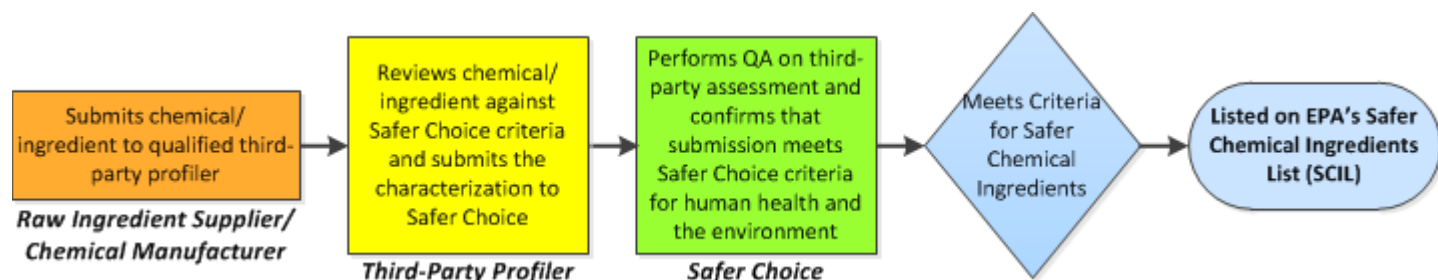 Submits chemical/
ingredient to qualified third-
party profiler
Raw Ingredient Supplier/
Chemical Manufacturer
Reviews chemical/
ingredient against
Safer Choice criteria
and submits the
characterization to
Safer Choice
Third-Party Profiler
Performs QA on third-
party assessment and
confirms that
submission meets
Safer Choice criteria
for human health and
the environment
Safer Choice
Meets Criteria
for Safer
Chemical
Ingredients
Listed on EPA’s Safer
Chemical Ingredients
List (SCIL)